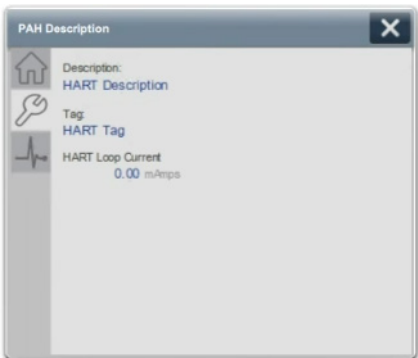 PAH Description
Description:
HART Description
Tag:
HART Tag
HART Loop Current
0.00 mAmps